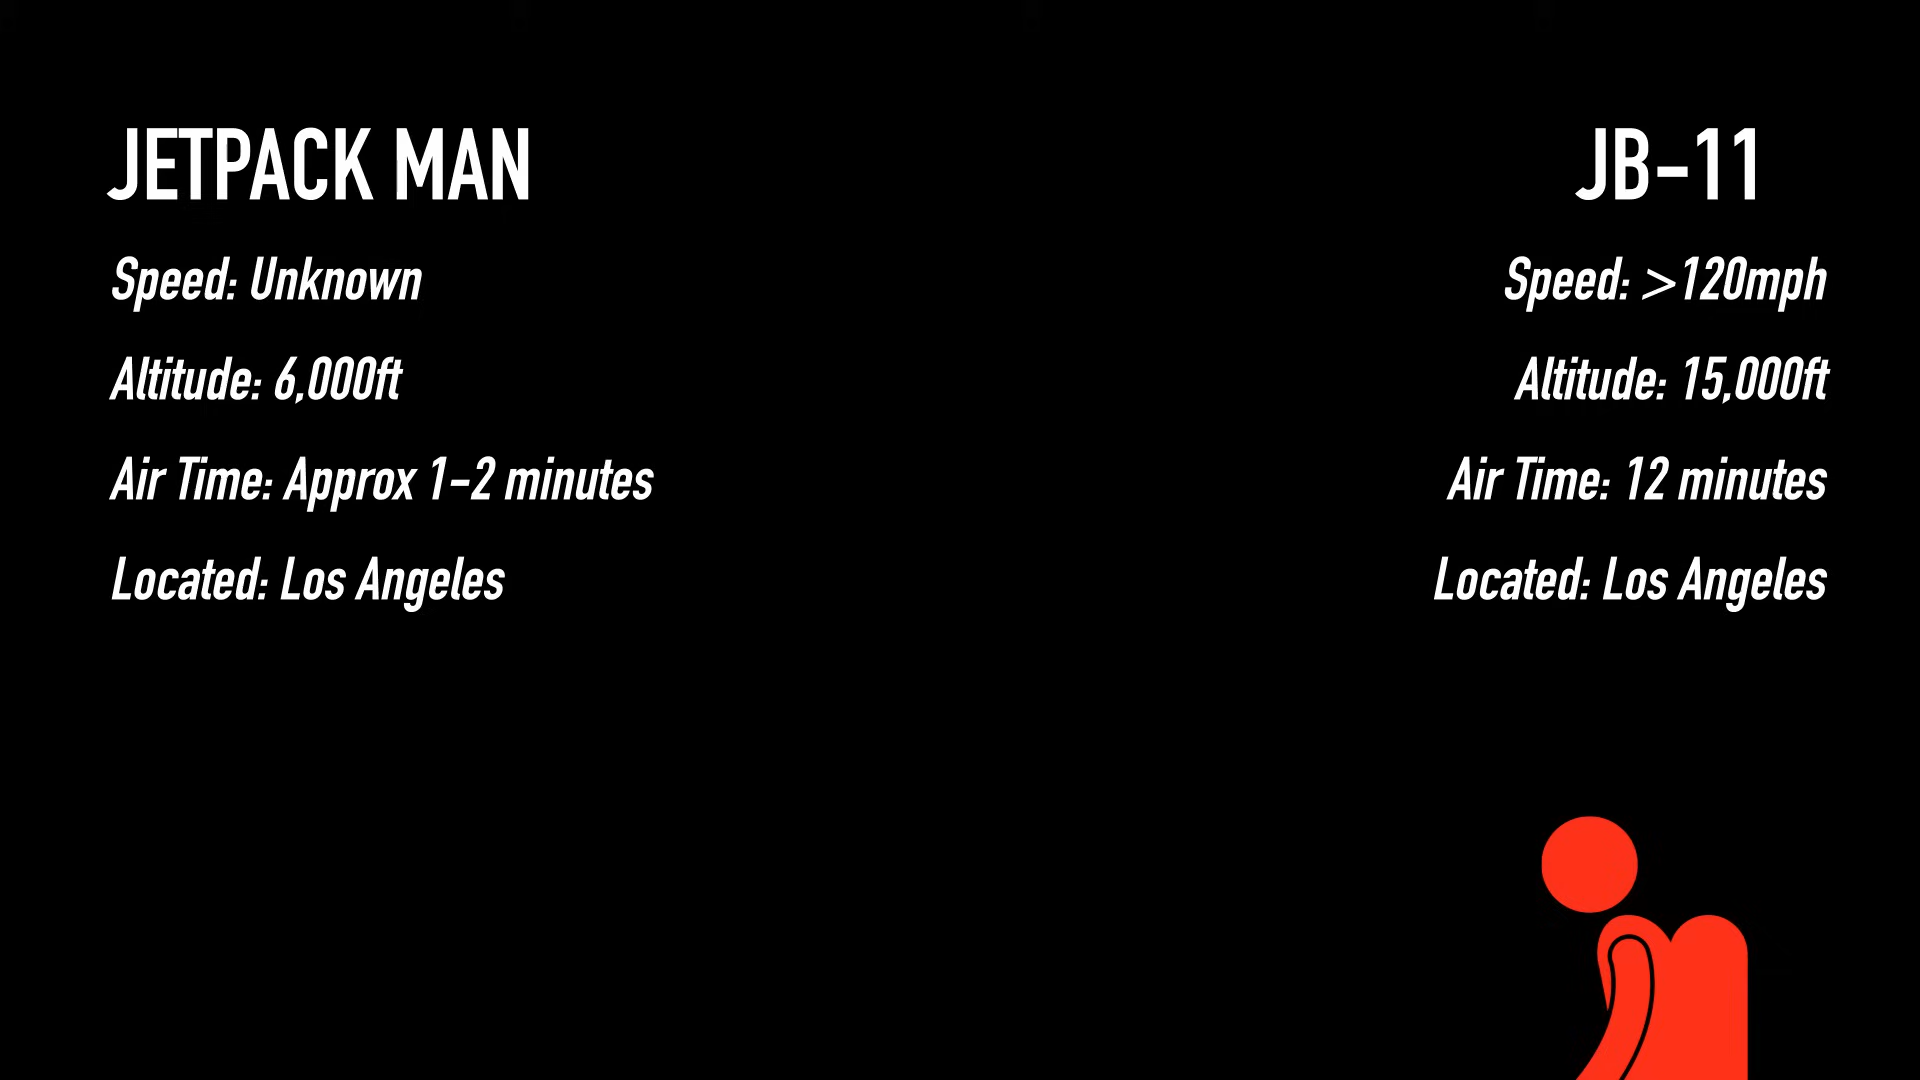 JETPACK MAN
Speed: Unknown
Altitude: 6,000ft
Air Time: Approx 1-2 minutes
Located: Los Angeles
JB-11
Speed: >120mph
Altitude: 15,000ft
Air Time: 12 minutes
Located: Los Angeles